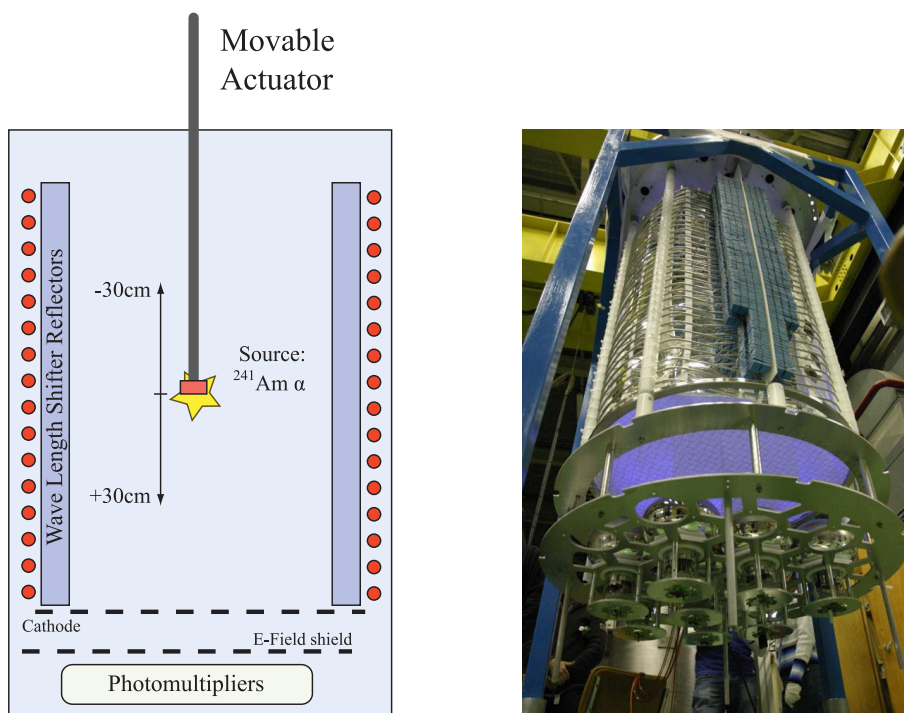 Movable
Actuator
-30cm
Source:
²⁴¹Am α
Wave Length Shifter Reflectors
+30cm
Cathode
E-Field shield
Photomultipliers